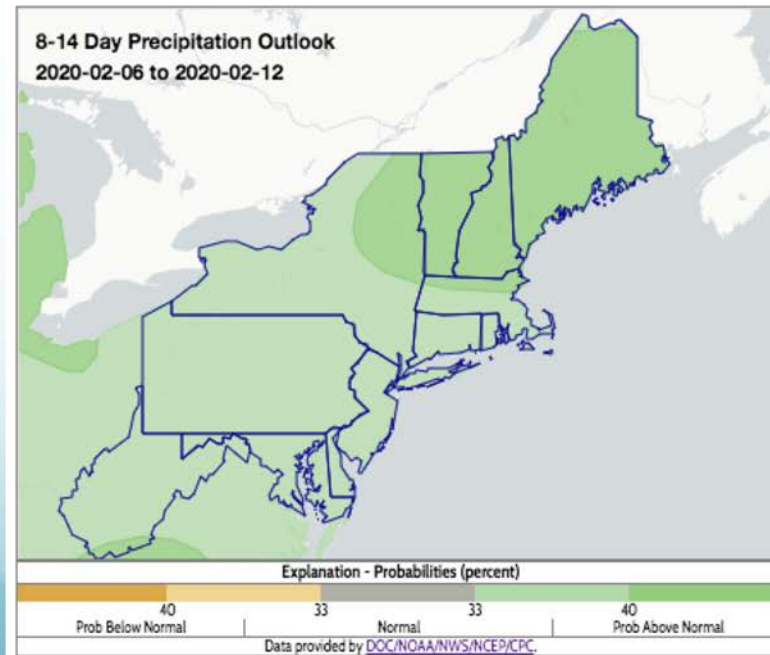 8-14 Day Precipitation Outlook
2020-02-06 to 2020-02-12
Explanation - Probabilities (percent)
40 33 33 40
Prob Below Normal Normal Prob Above Normal
Data provided by DOC/NOAA/NWS/NCEP/CPC.